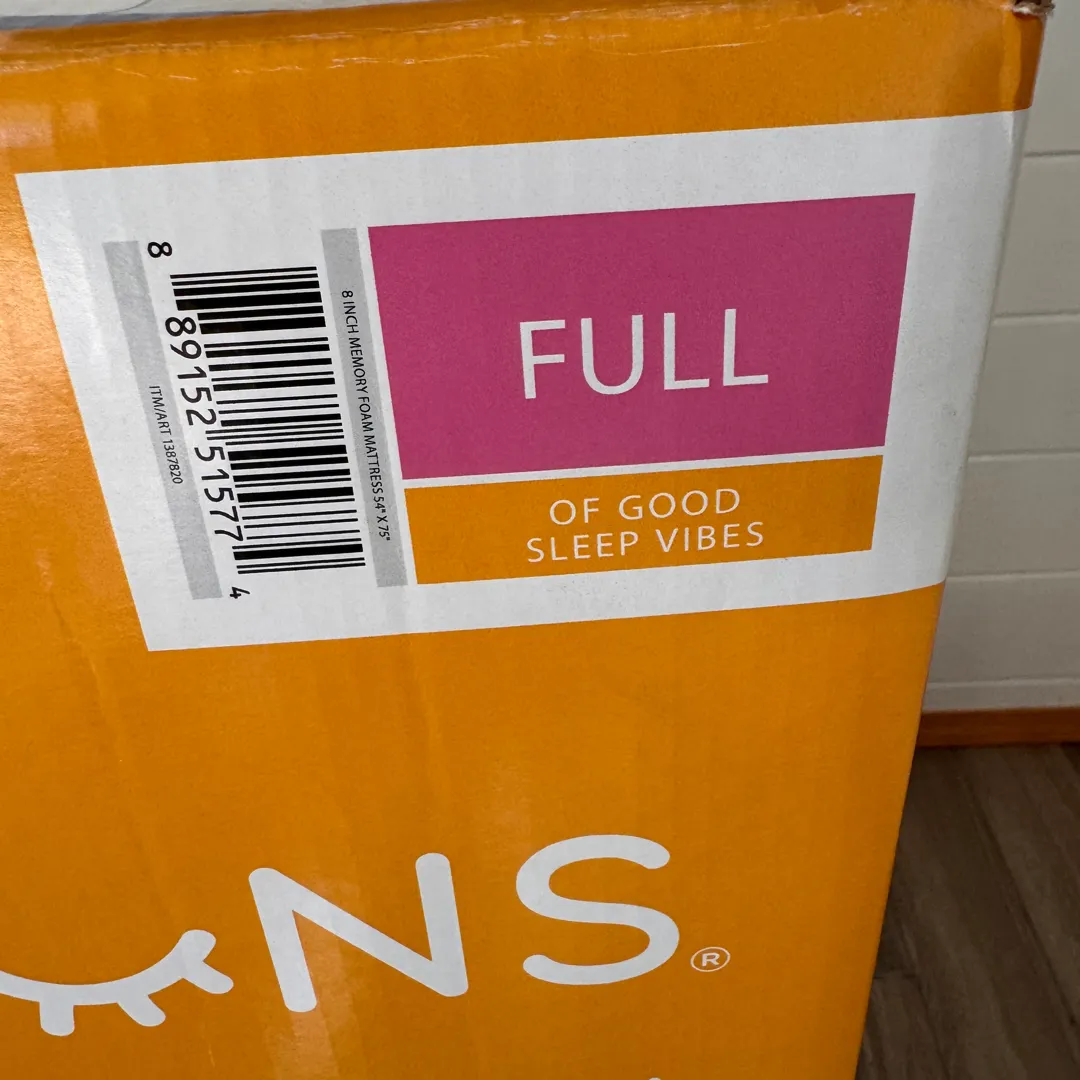 FULL
OF GOOD
SLEEP VIBES
8 INCH MEMORY FOAM MATTRESS 54" X 75"
8 89152 51577 4
ITM/ART 1387820
NS®